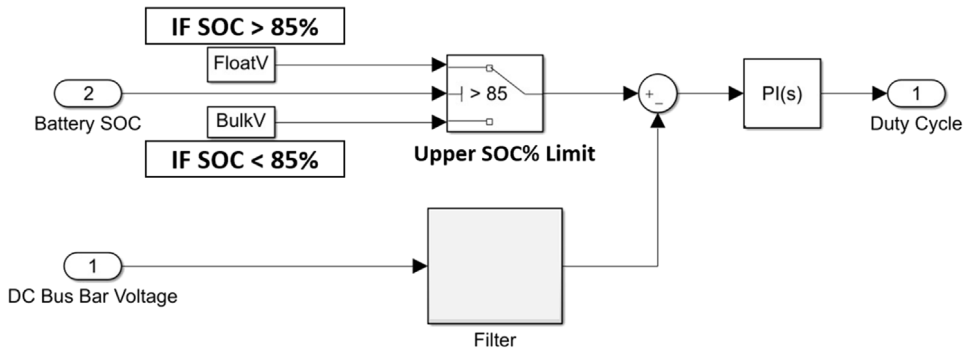 IF SOC > 85%
FloatV
2
Battery SOC
> 85
BulkV
IF SOC < 85%
Upper SOC% Limit
+
−
PI(s)
1
Duty Cycle
1
DC Bus Bar Voltage
Filter